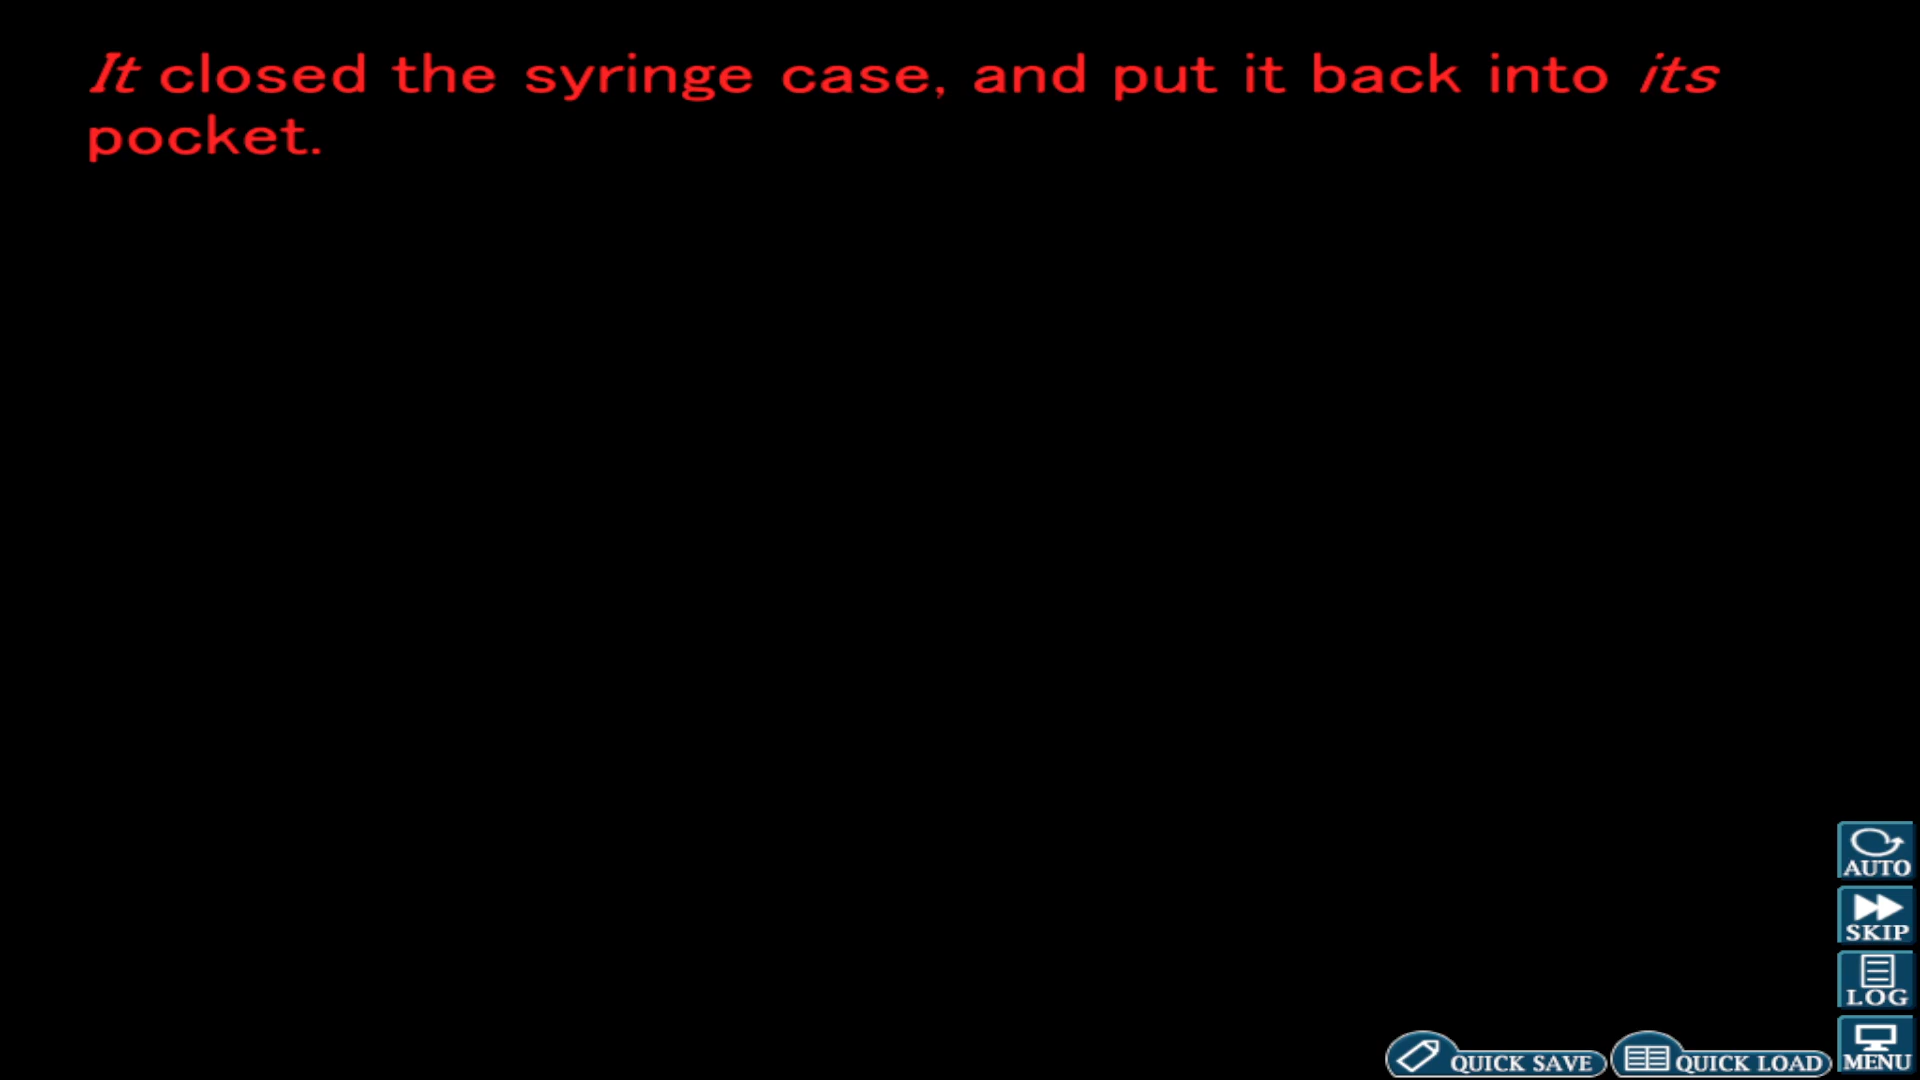 It closed the syringe case, and put it back into its
pocket.
AUTO
SKIP
LOG
QUICK SAVE
QUICK LOAD
MENU